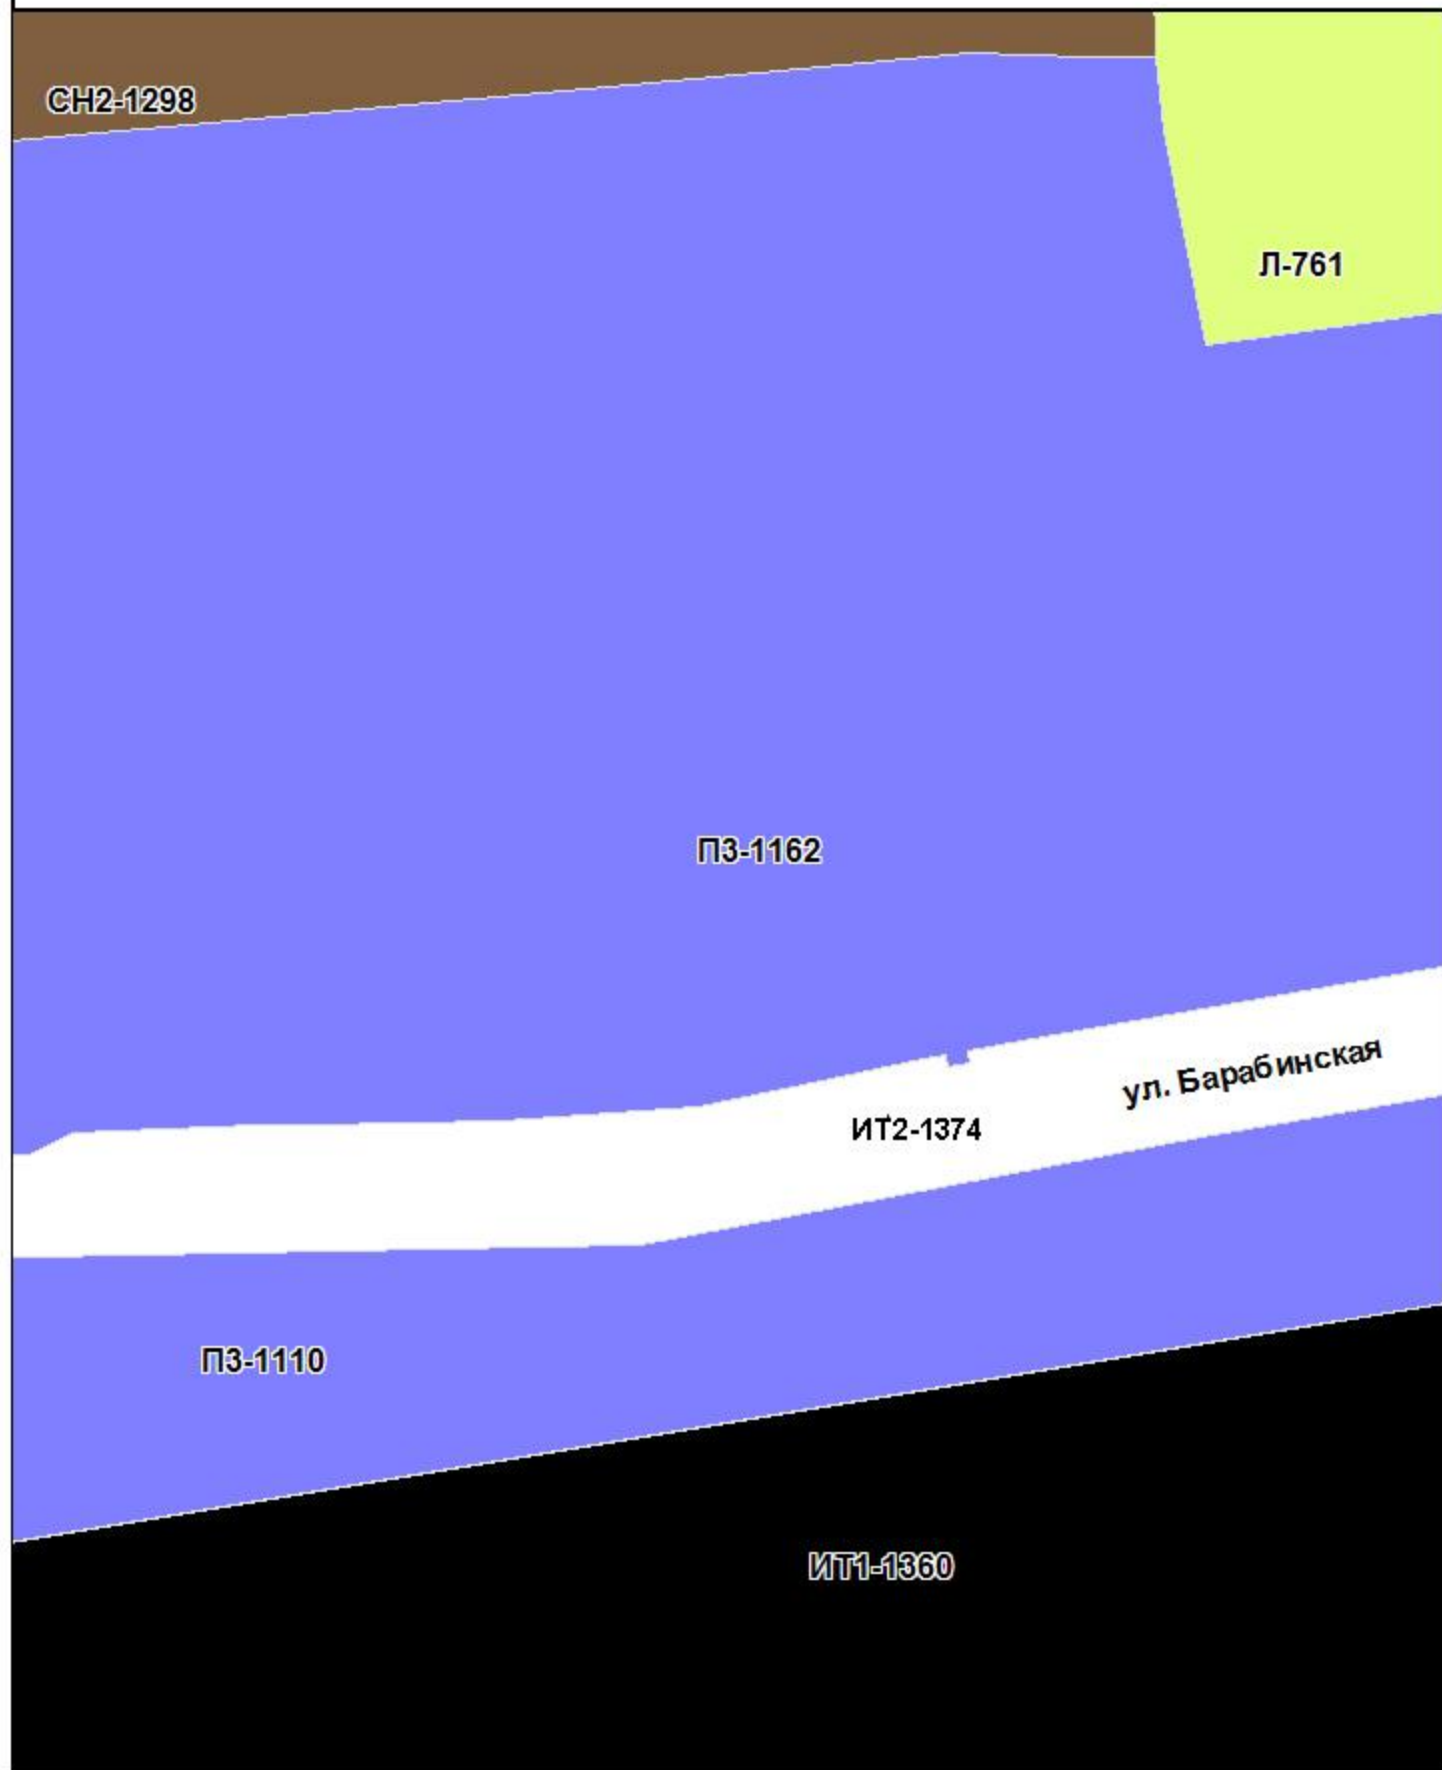 СН2-1298
Л-761
П3-1162
ул. Барабинская
ИТ2-1374
П3-1110
ИТ1-1360